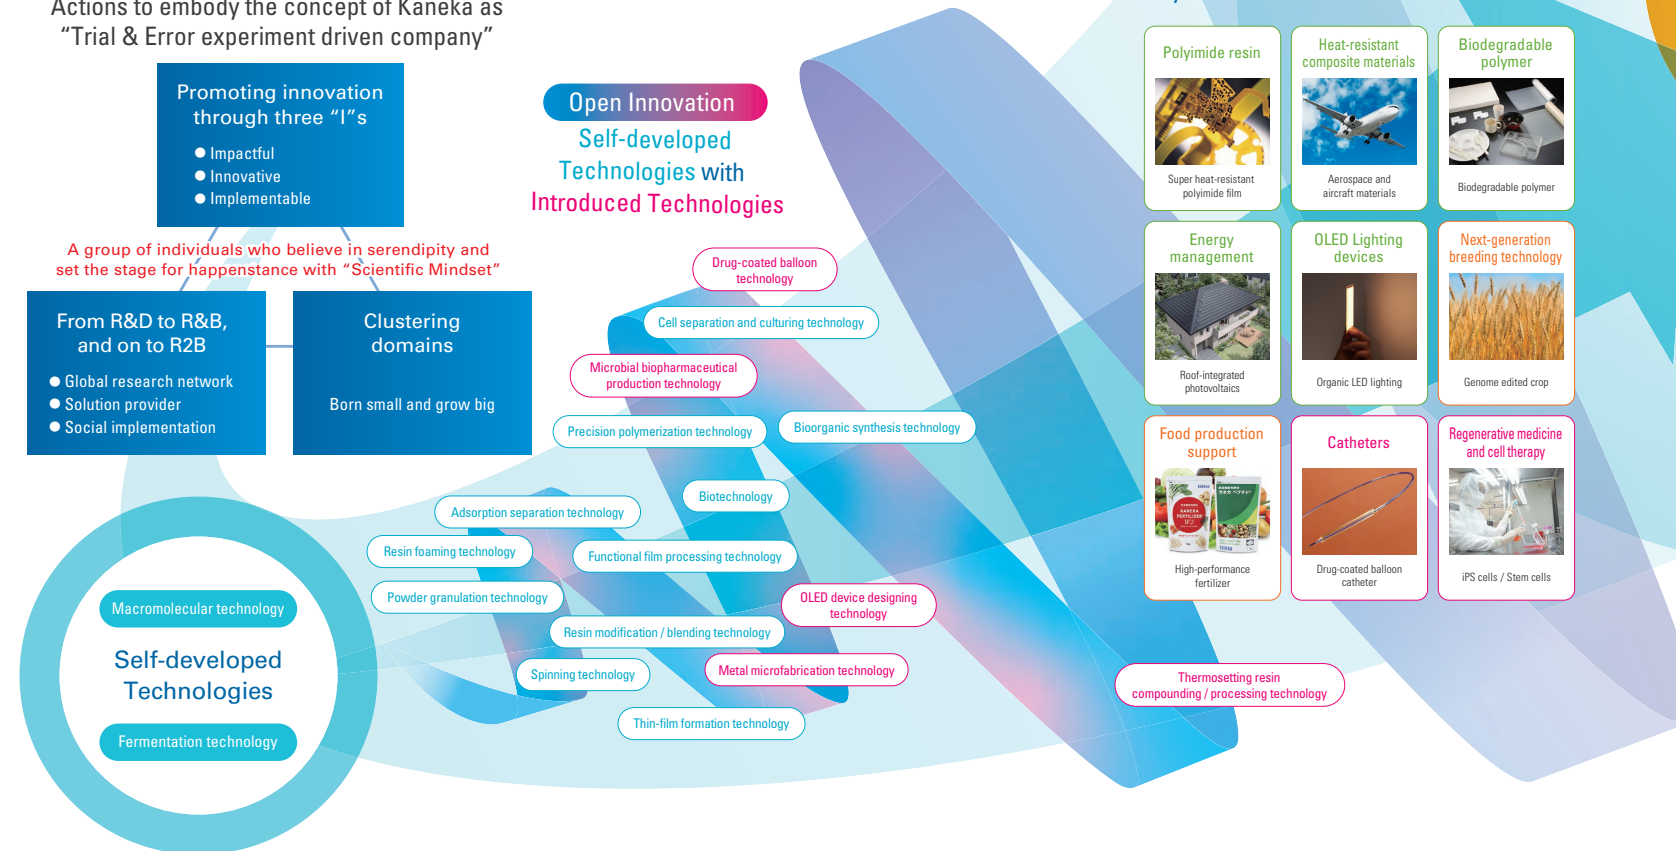 Actions to embody the concept of Kaneka as
“Trial & Error experiment driven company”
Promoting innovation
through three “I”s
● Impactful
● Innovative
● Implementable
A group of individuals who believe in serendipity and
set the stage for happenstance with “Scientific Mindset”
From R&D to R&B,
and on to R2B
● Global research network
● Solution provider
● Social implementation
Clustering
domains
Born small and grow big
Macromolecular technology
Self-developed
Technologies
Fermentation technology
Open Innovation
Self-developed
Technologies with
Introduced Technologies
Drug-coated balloon
technology
Cell separation and culturing technology
Microbial biopharmaceutical
production technology
Precision polymerization technology
Bioorganic synthesis technology
Biotechnology
Adsorption separation technology
Resin foaming technology
Functional film processing technology
Powder granulation technology
OLED device designing
technology
Resin modification / blending technology
Spinning technology
Metal microfabrication technology
Thin-film formation technology
Thermosetting resin
compounding / processing technology
Polyimide resin
Super heat-resistant
polyimide film
Heat-resistant
composite materials
Aerospace and
aircraft materials
Biodegradable
polymer
Biodegradable polymer
Energy
management
Roof-integrated
photovoltaics
OLED Lighting
devices
Organic LED lighting
Next-generation
breeding technology
Genome edited crop
Food production
support
KANEKA
FERTILIZER
カネカ ペプチド
High-performance
fertilizer
Catheters
Drug-coated balloon
catheter
Regenerative medicine
and cell therapy
iPS cells / Stem cells